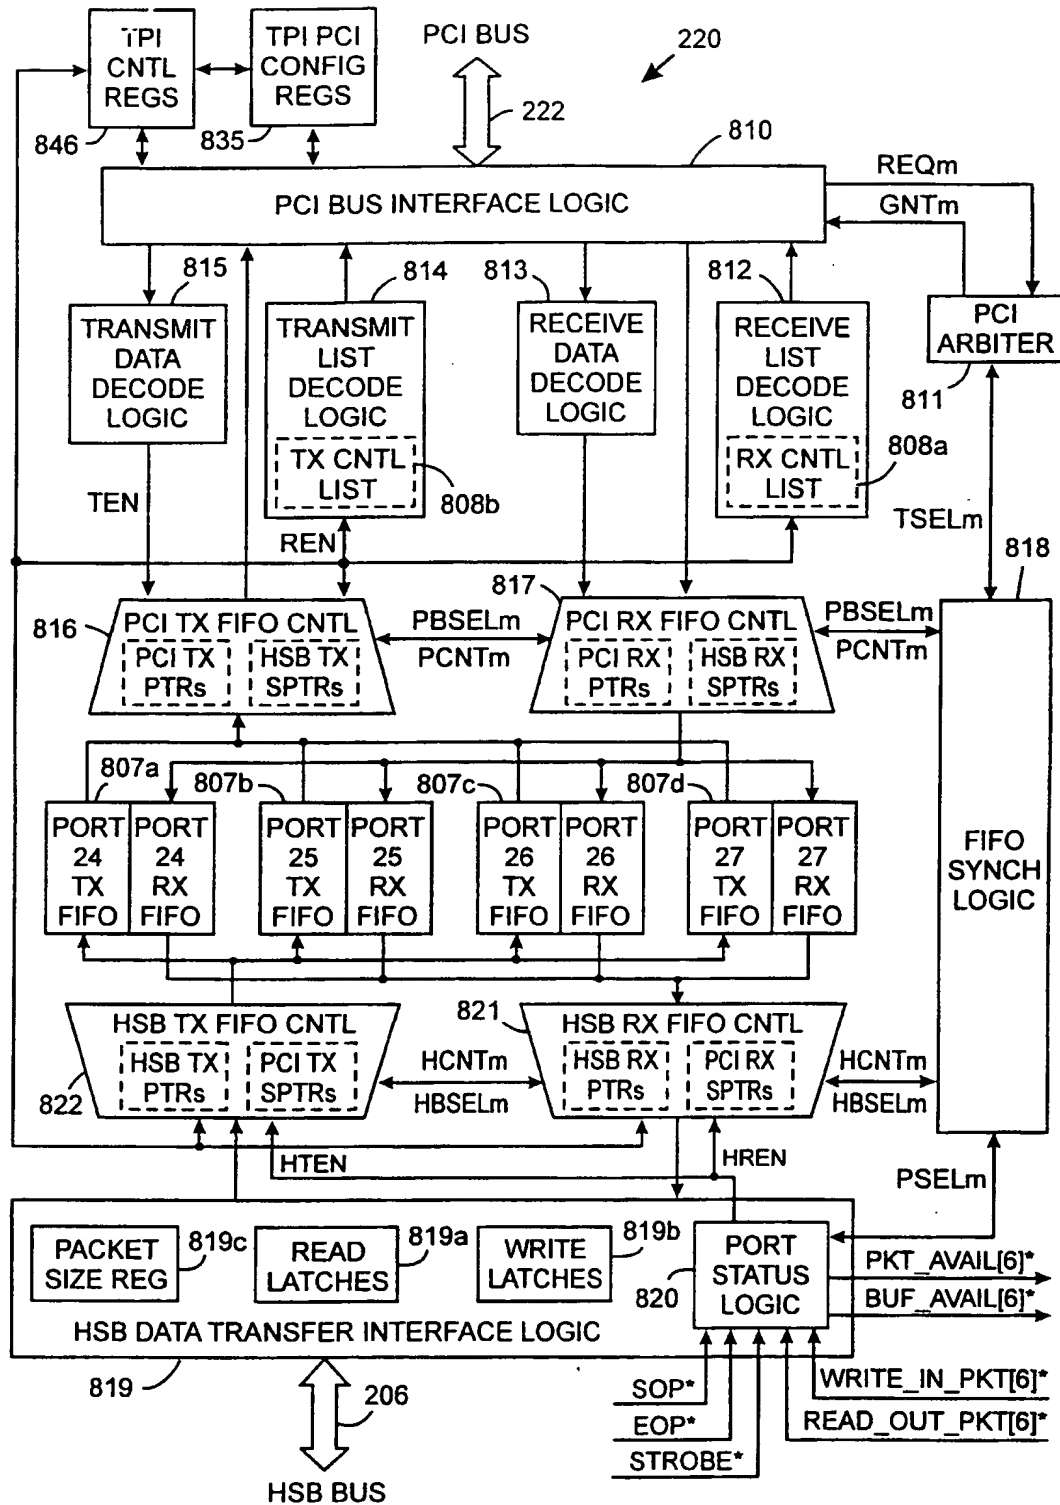 TPI
CNTL
REGS
846
TPI PCI
CONFIG
REGS
835
PCI BUS
222
220
810
PCI BUS INTERFACE LOGIC
REQm
GNTm
815
TRANSMIT
DATA
DECODE
LOGIC
814
TRANSMIT
LIST
DECODE
LOGIC
TX CNTL
LIST
808b
813
RECEIVE
DATA
DECODE
LOGIC
812
RECEIVE
LIST
DECODE
LOGIC
RX CNTL
LIST
808a
PCI
ARBITER
811
TEN
REN
TSELm
818
816
PCI TX FIFO CNTL
PCI TX
PTRs
HSB TX
SPTRs
PBSELm
PCNTm
817
PCI RX FIFO CNTL
PCI RX
PTRs
HSB RX
SPTRs
PBSELm
PCNTm
807a
PORT
24
TX
FIFO
PORT
24
RX
FIFO
807b
PORT
25
TX
FIFO
PORT
25
RX
FIFO
807c
PORT
26
TX
FIFO
PORT
26
RX
FIFO
807d
PORT
27
TX
FIFO
PORT
27
RX
FIFO
FIFO
SYNCH
LOGIC
HSB TX FIFO CNTL
HSB TX
PTRs
PCI TX
SPTRs
822
HCNTm
HBSELm
821
HSB RX FIFO CNTL
HSB RX
PTRs
PCI RX
SPTRs
HCNTm
HBSELm
HTEN
HREN
PSELm
PACKET
SIZE REG
819c
READ
LATCHES
819a
WRITE
LATCHES
819b
820
PORT
STATUS
LOGIC
HSB DATA TRANSFER INTERFACE LOGIC
819
PKT_AVAIL[6]*
BUF_AVAIL[6]*
WRITE_IN_PKT[6]*
READ_OUT_PKT[6]*
SOP*
EOP*
STROBE*
206
HSB BUS